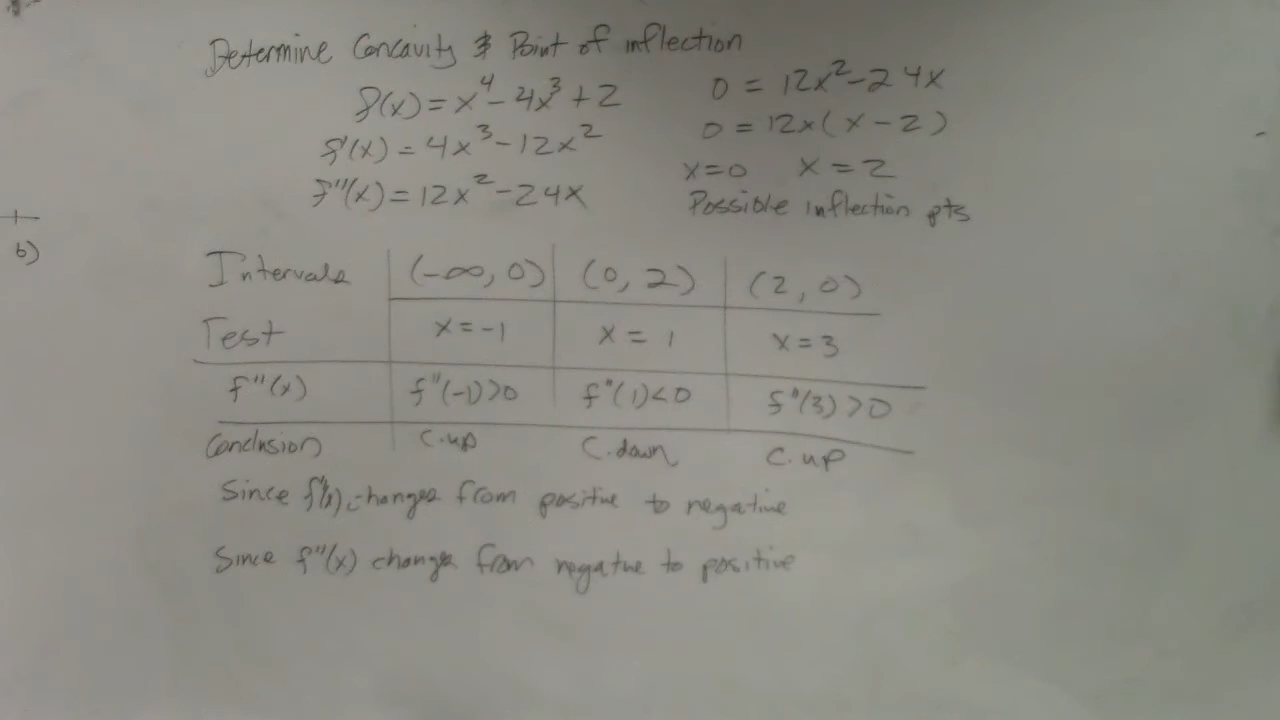 Determine Concavity & Point of inflection
f(x) = x⁴ - 4x³ + 2
f'(x) = 4x³ - 12x²
f''(x) = 12x² - 24x
0 = 12x² - 24x
0 = 12x(x - 2)
x=0 x = 2
Possible inflection pts
b)
Intervals (-∞, 0) (0, 2) (2, 0)
Test x = -1 x = 1 x = 3
f''(x) f''(-1)>0 f''(1)<0 f''(3)>0
Conclusion C. up C. down C. up
Since f''(x) changes from positive to negative
Since f''(x) changes from negative to positive